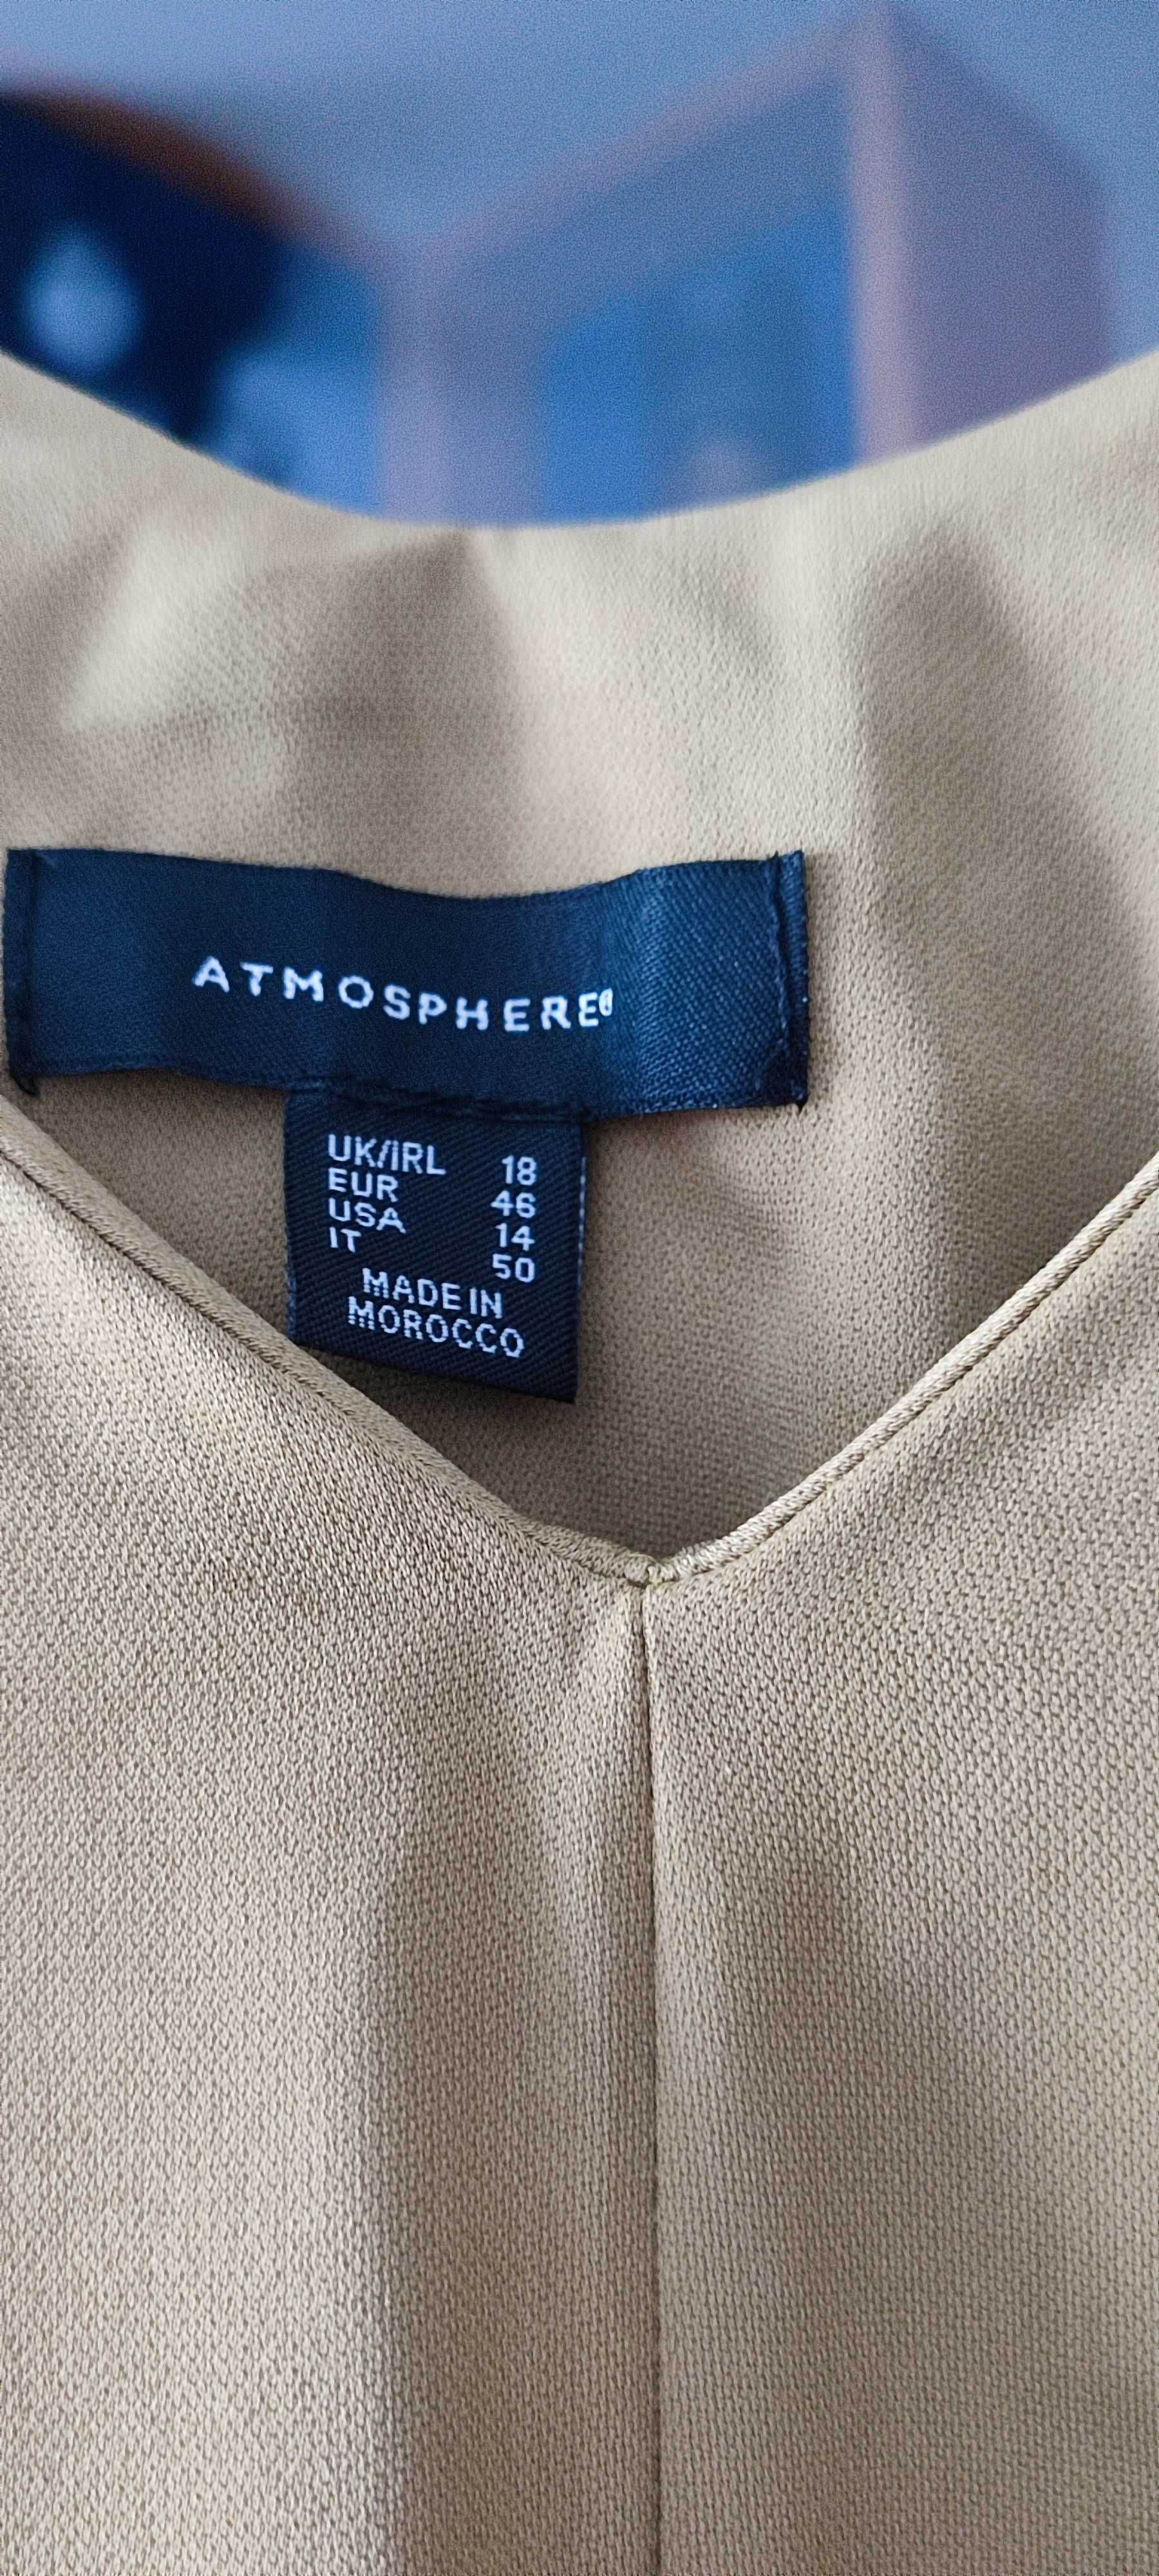 ATMOSPHERE®
UK/IRL 18
EUR 46
USA 14
IT 50
MADE IN
MOROCCO